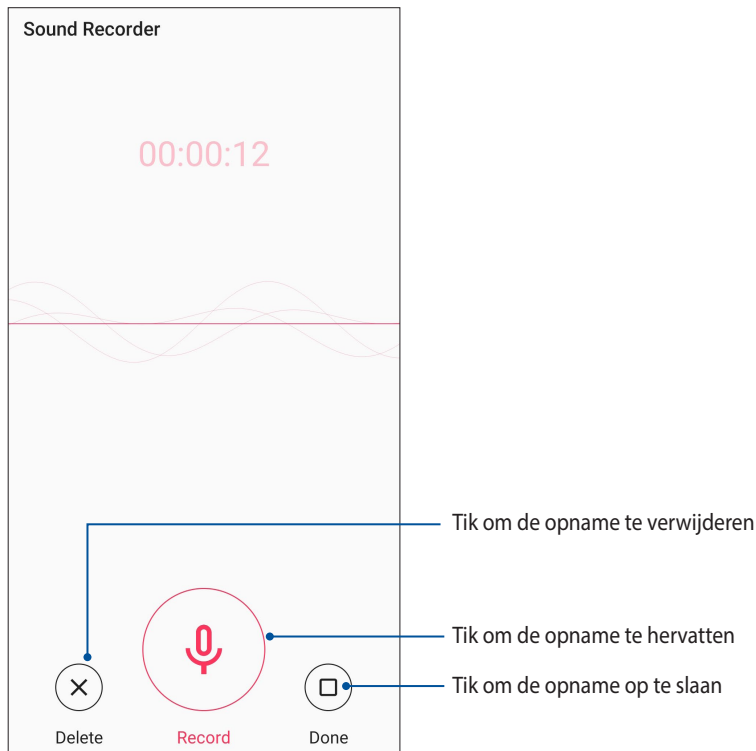 Sound Recorder
00:00:12
Tik om de opname te verwijderen
Tik om de opname te hervatten
Tik om de opname op te slaan
Delete
Record
Done